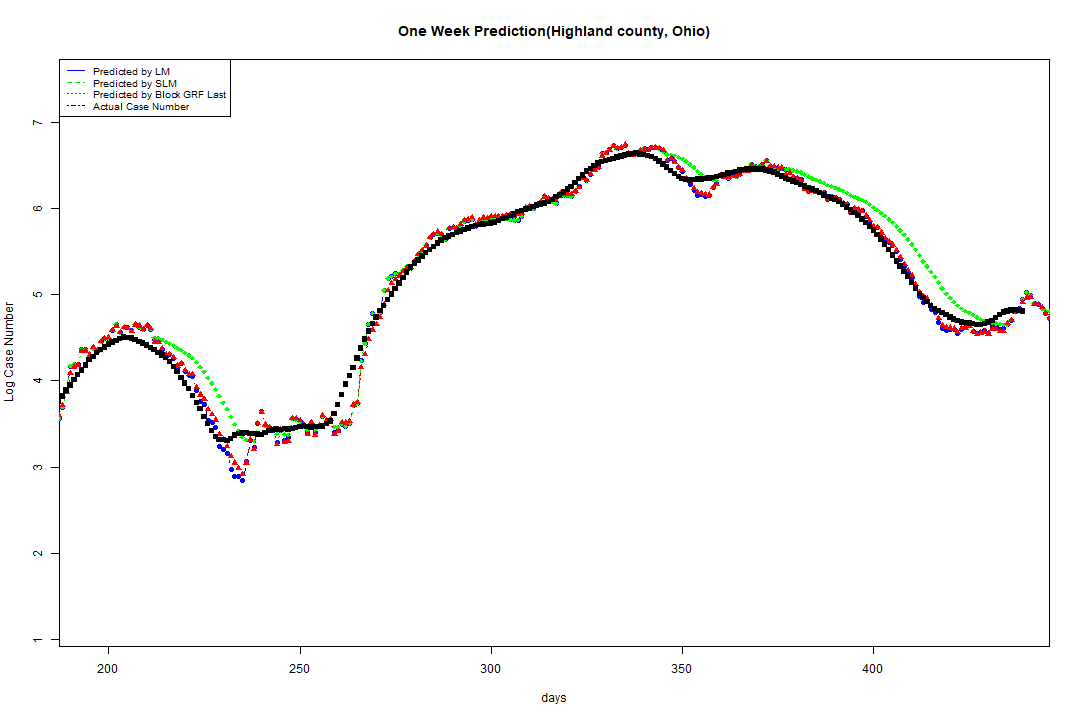 One Week Prediction(Highland county, Ohio)
Predicted by LM
Predicted by SLM
Predicted by Block GRF Last
Actual Case Number
Log Case Number
7
6
5
4
3
2
1
200 250 300 350 400
days